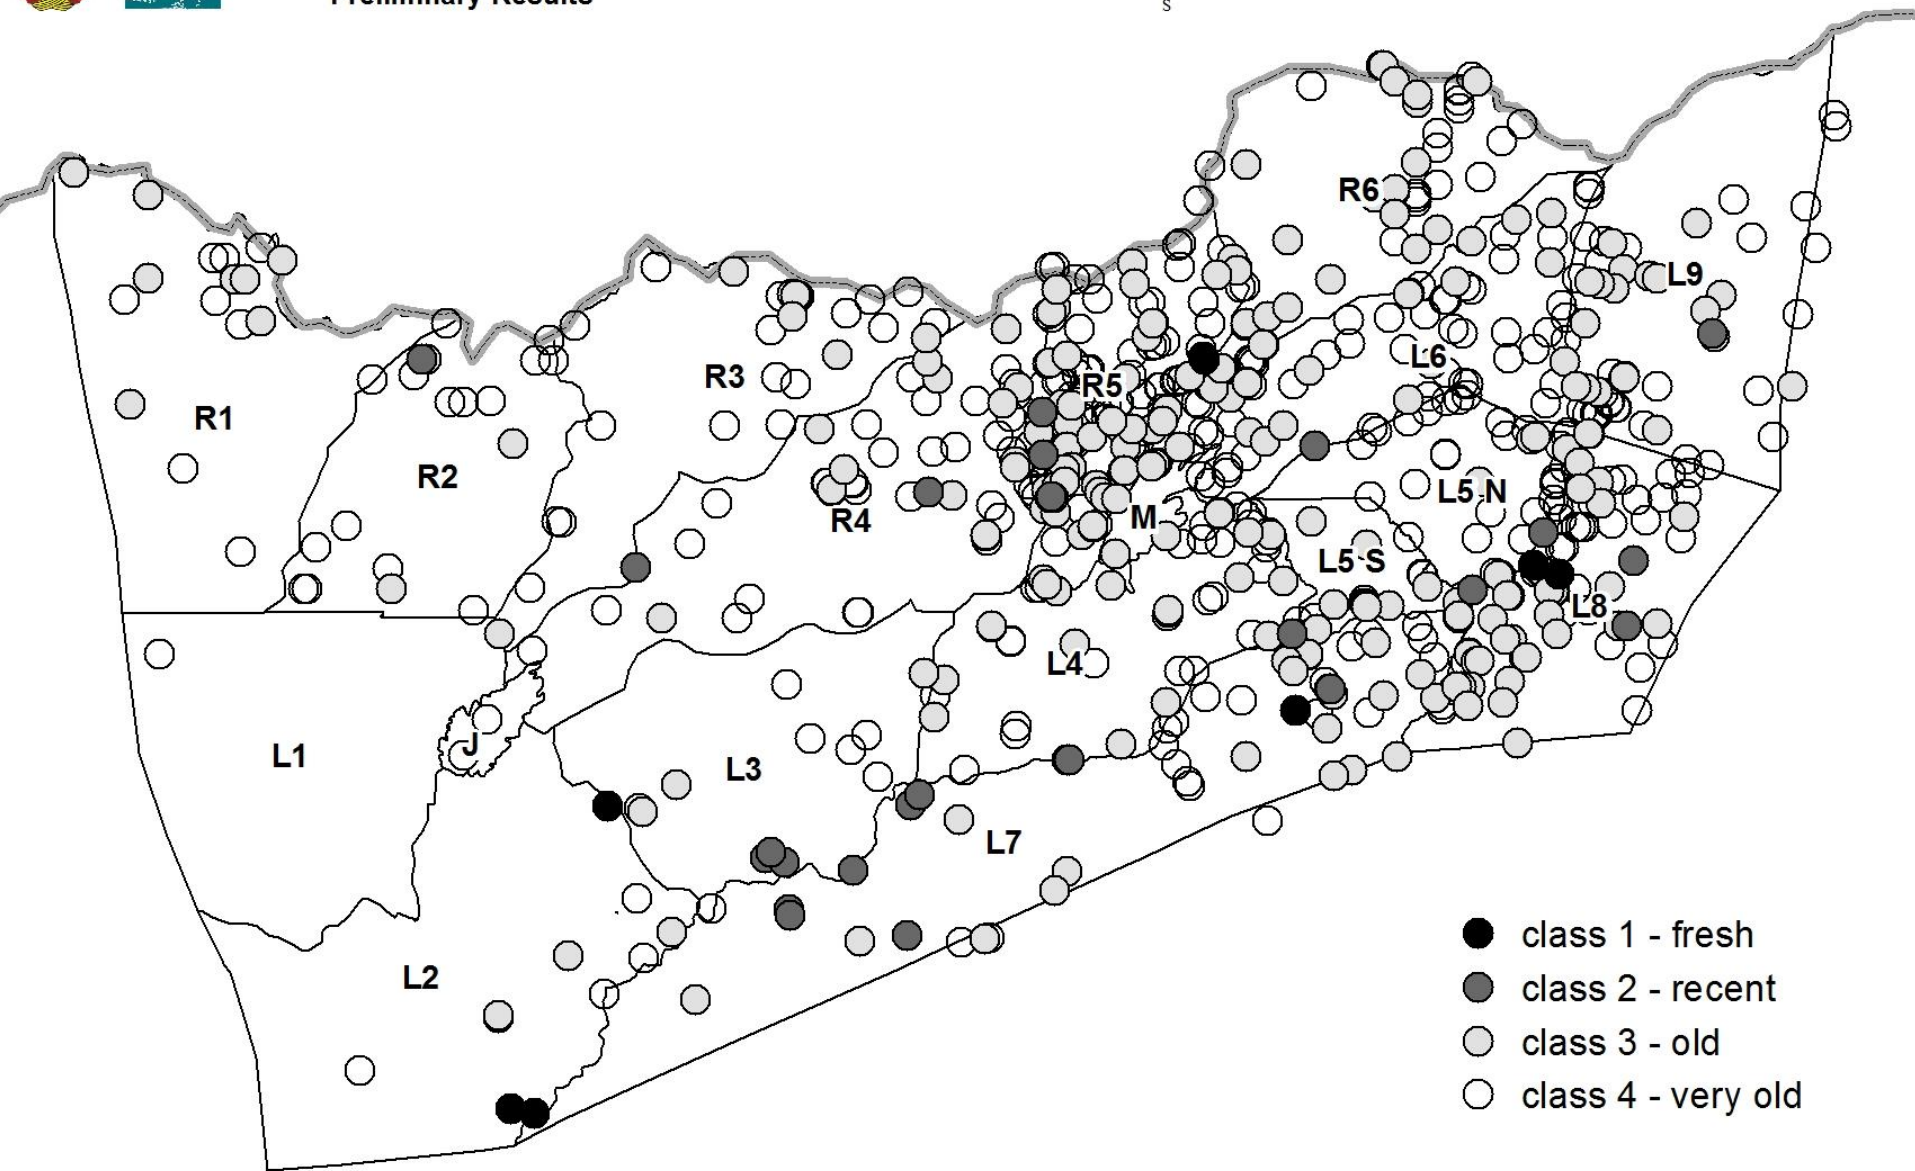 Preliminary Results
S
R6
L9
L6
R3
R5
R1
R2
L5 N
R4
M
L5 S
L8
L4
J
L1
L3
L7
class 1 - fresh
L2
class 2 - recent
class 3 - old
class 4 - very old